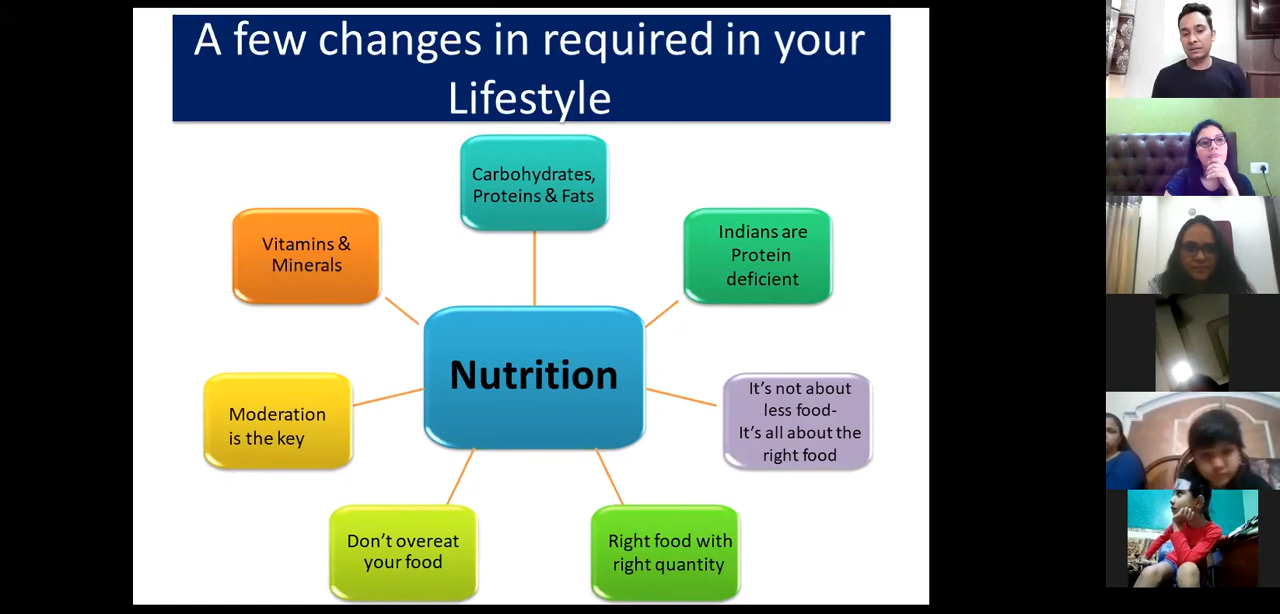 A few changes in required in your
Lifestyle
Carbohydrates,
Proteins & Fats
Vitamins &
Minerals
Indians are
Protein
deficient
Nutrition
Moderation
is the key
It's not about
less food-
It's all about the
right food
Don't overeat
your food
Right food with
right quantity